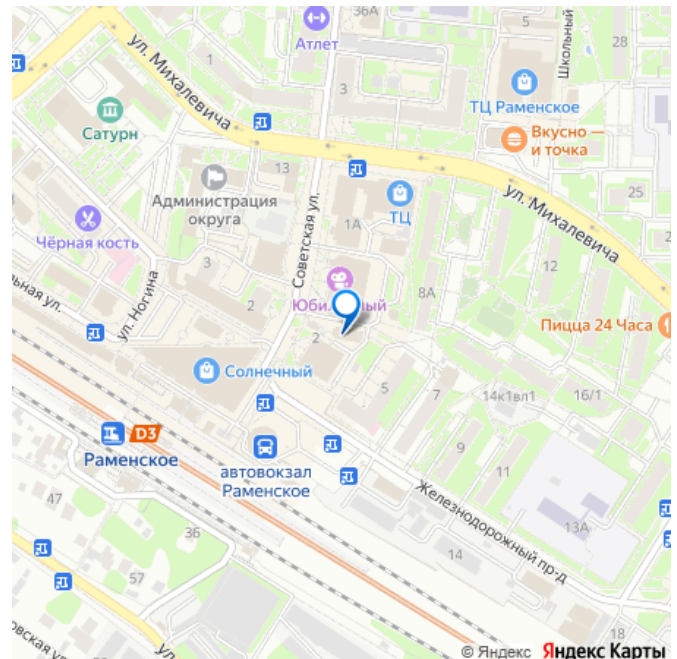 36А
Атлет
5
Школьный
28
ул. Михалевича
1
3
ТЦ Раменское
Сатурн
Вкусно —
и точка
13
Администрация
округа
25
ул. Михалевича
ТЦ
Советская ул.
1А
Чёрная кость
2
3
12
ул. Ногина
Юбилейный
8А
2
2
Пицца 24 Часа
Солнечный
5
7
14к1вл1
16/1
D3
Раменское
автовокзал
Раменское
9
11
47
Железнодорожный пр-д
13А
36
14
57
18
ул.
© Яндекс Яндекс Карты